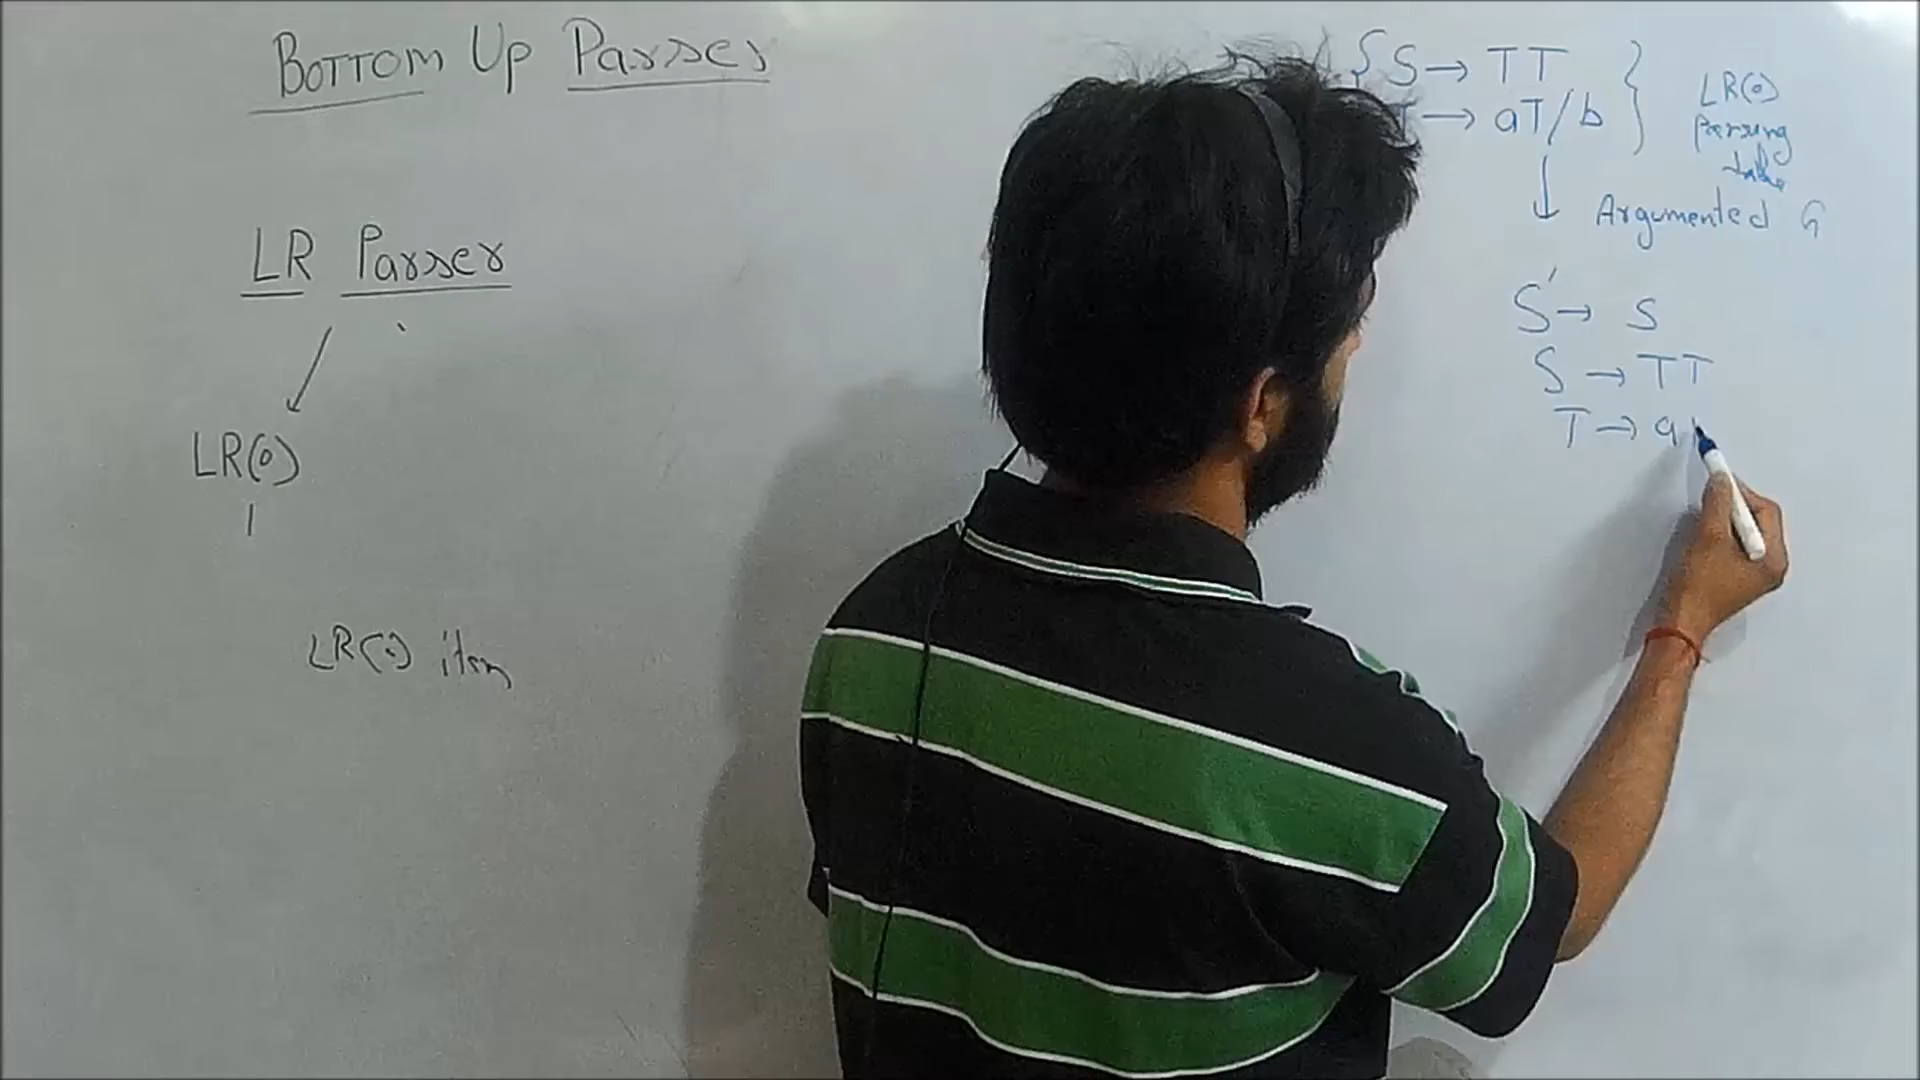 BOTTOM UP Parser
LR Parser
LR(0)
LR(0) item
{ S → TT }
T → aT/b
LR(0)
Parsing
table
Argumented G
S' → S
S → TT
T → a